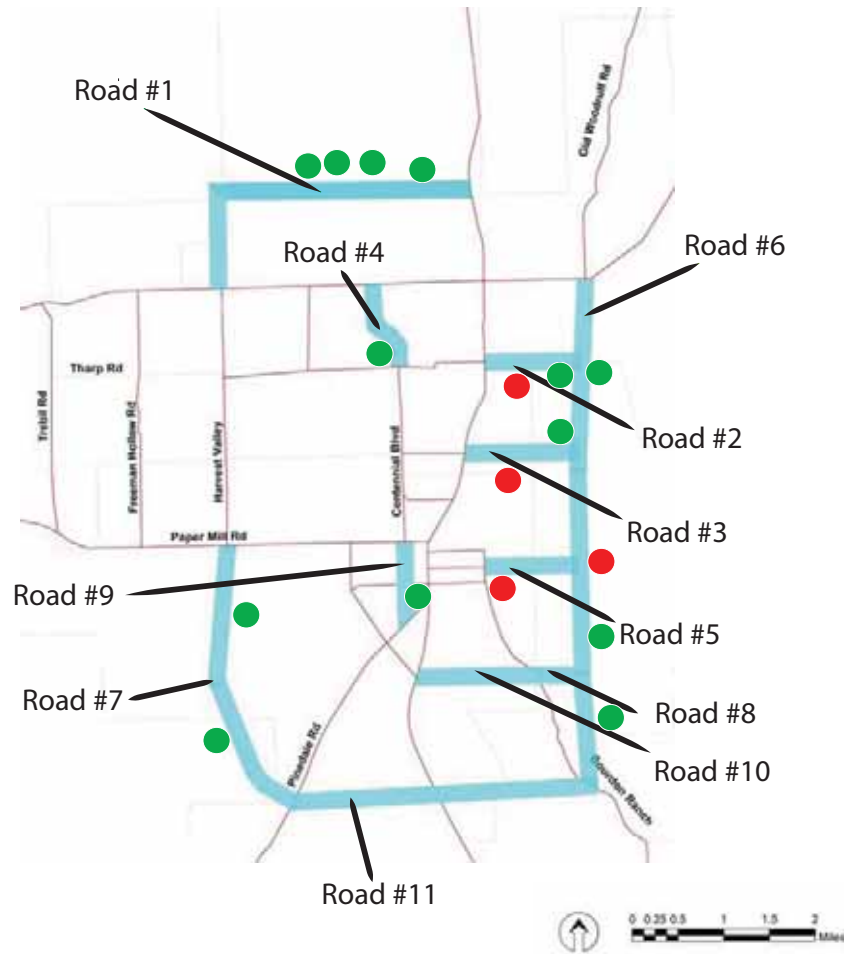 Road #1
Old Woodruff Rd
Road #4
Road #6
Tharp Rd
Trebil Rd
Freeman Hollow Rd
Harvest Valley
Centennial Blvd
Road #2
Road #3
Paper Mill Rd
Road #9
Road #5
Road #7
Pinedale Rd
Road #8
Road #10
Bowden Ranch
Road #11
0 0.25 0.5 1 1.5 2
Miles